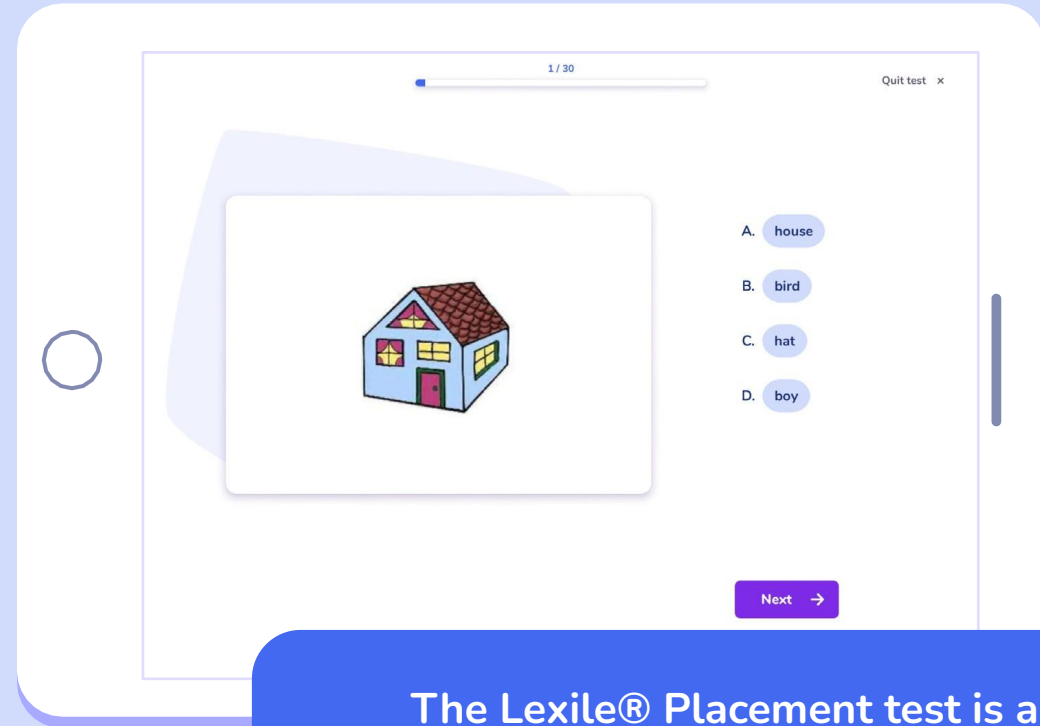 1 / 30
Quit test ×
A. house
B. bird
C. hat
D. boy
Next →
The Lexile® Placement test is a